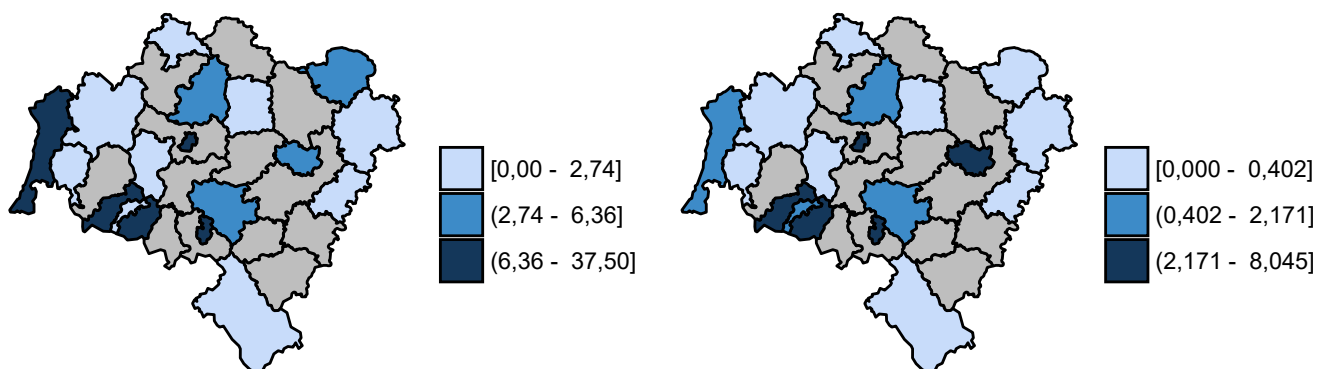 [0,00 - 2,74]
(2,74 - 6,36]
(6,36 - 37,50]
[0,000 - 0,402]
(0,402 - 2,171]
(2,171 - 8,045]